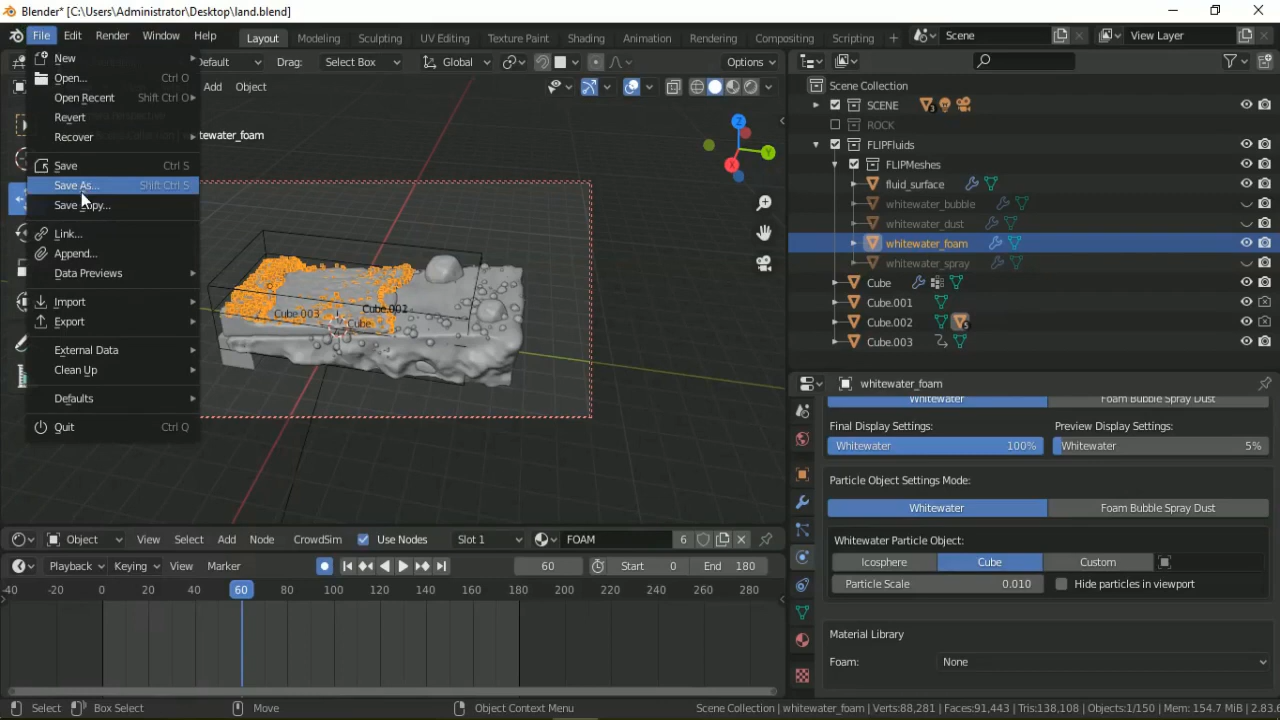 Blender* [C:\Users\Administrator\Desktop\land.blend]
File Edit Render Window Help
Layout Modeling Sculpting UV Editing Texture Paint Shading Animation Rendering Compositing Scripting
Scene View Layer
New
Open... Ctrl O
Open Recent Shift Ctrl O
Revert
Recover
Save Ctrl S
Save As... Shift Ctrl S
Save Copy...
Link...
Append...
Data Previews
Import
Export
External Data
Clean Up
Defaults
Quit Ctrl Q
Default Drag: Select Box Global Options
Add Object
Cube.003
Cube.002
Cube
Scene Collection
SCENE 3
ROCK
FLIPFluids
FLIPMeshes
fluid_surface
whitewater_bubble
whitewater_dust
whitewater_foam
whitewater_spray
Cube
Cube.001
Cube.002
Cube.003
whitewater_foam
Whitewater Foam Bubble Spray Dust
Final Display Settings: Preview Display Settings:
Whitewater 100% Whitewater 5%
Particle Object Settings Mode:
Whitewater Foam Bubble Spray Dust
Whitewater Particle Object:
Icosphere Cube Custom
Particle Scale 0.010 Hide particles in viewport
Material Library
Foam: None
Object View Select Add Node CrowdSim Use Nodes Slot 1 FOAM 6
Playback Keying View Marker 60 Start 0 End 180
-40 0 20 40 60 80 100 120 140 160 180 200 220 240 260 280
Select Box Select Move Object Context Menu
Scene Collection | whitewater_foam | Verts:88,281 | Faces:91,443 | Tris:138,108 | Objects:1/150 | Mem: 154.7 MiB